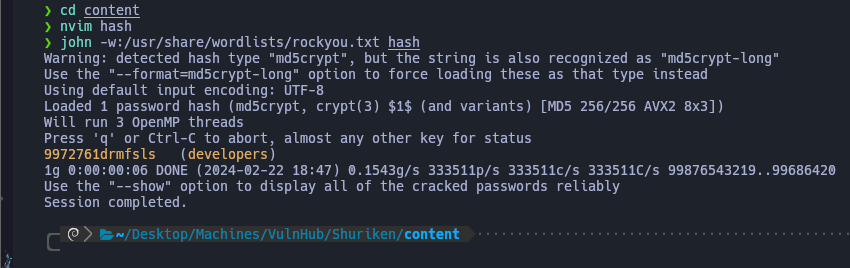 ❯ cd content
❯ nvim hash
❯ john -w:/usr/share/wordlists/rockyou.txt hash
Warning: detected hash type "md5crypt", but the string is also recognized as "md5crypt-long"
Use the "--format=md5crypt-long" option to force loading these as that type instead
Using default input encoding: UTF-8
Loaded 1 password hash (md5crypt, crypt(3) $1$ (and variants) [MD5 256/256 AVX2 8x3])
Will run 3 OpenMP threads
Press 'q' or Ctrl-C to abort, almost any other key for status
9972761drmfsls   (developers)
1g 0:00:00:06 DONE (2024-02-22 18:47) 0.1543g/s 333511p/s 333511c/s 333511C/s 99876543219..99686420
Use the "--show" option to display all of the cracked passwords reliably
Session completed.
~/Desktop/Machines/VulnHub/Shuriken/content